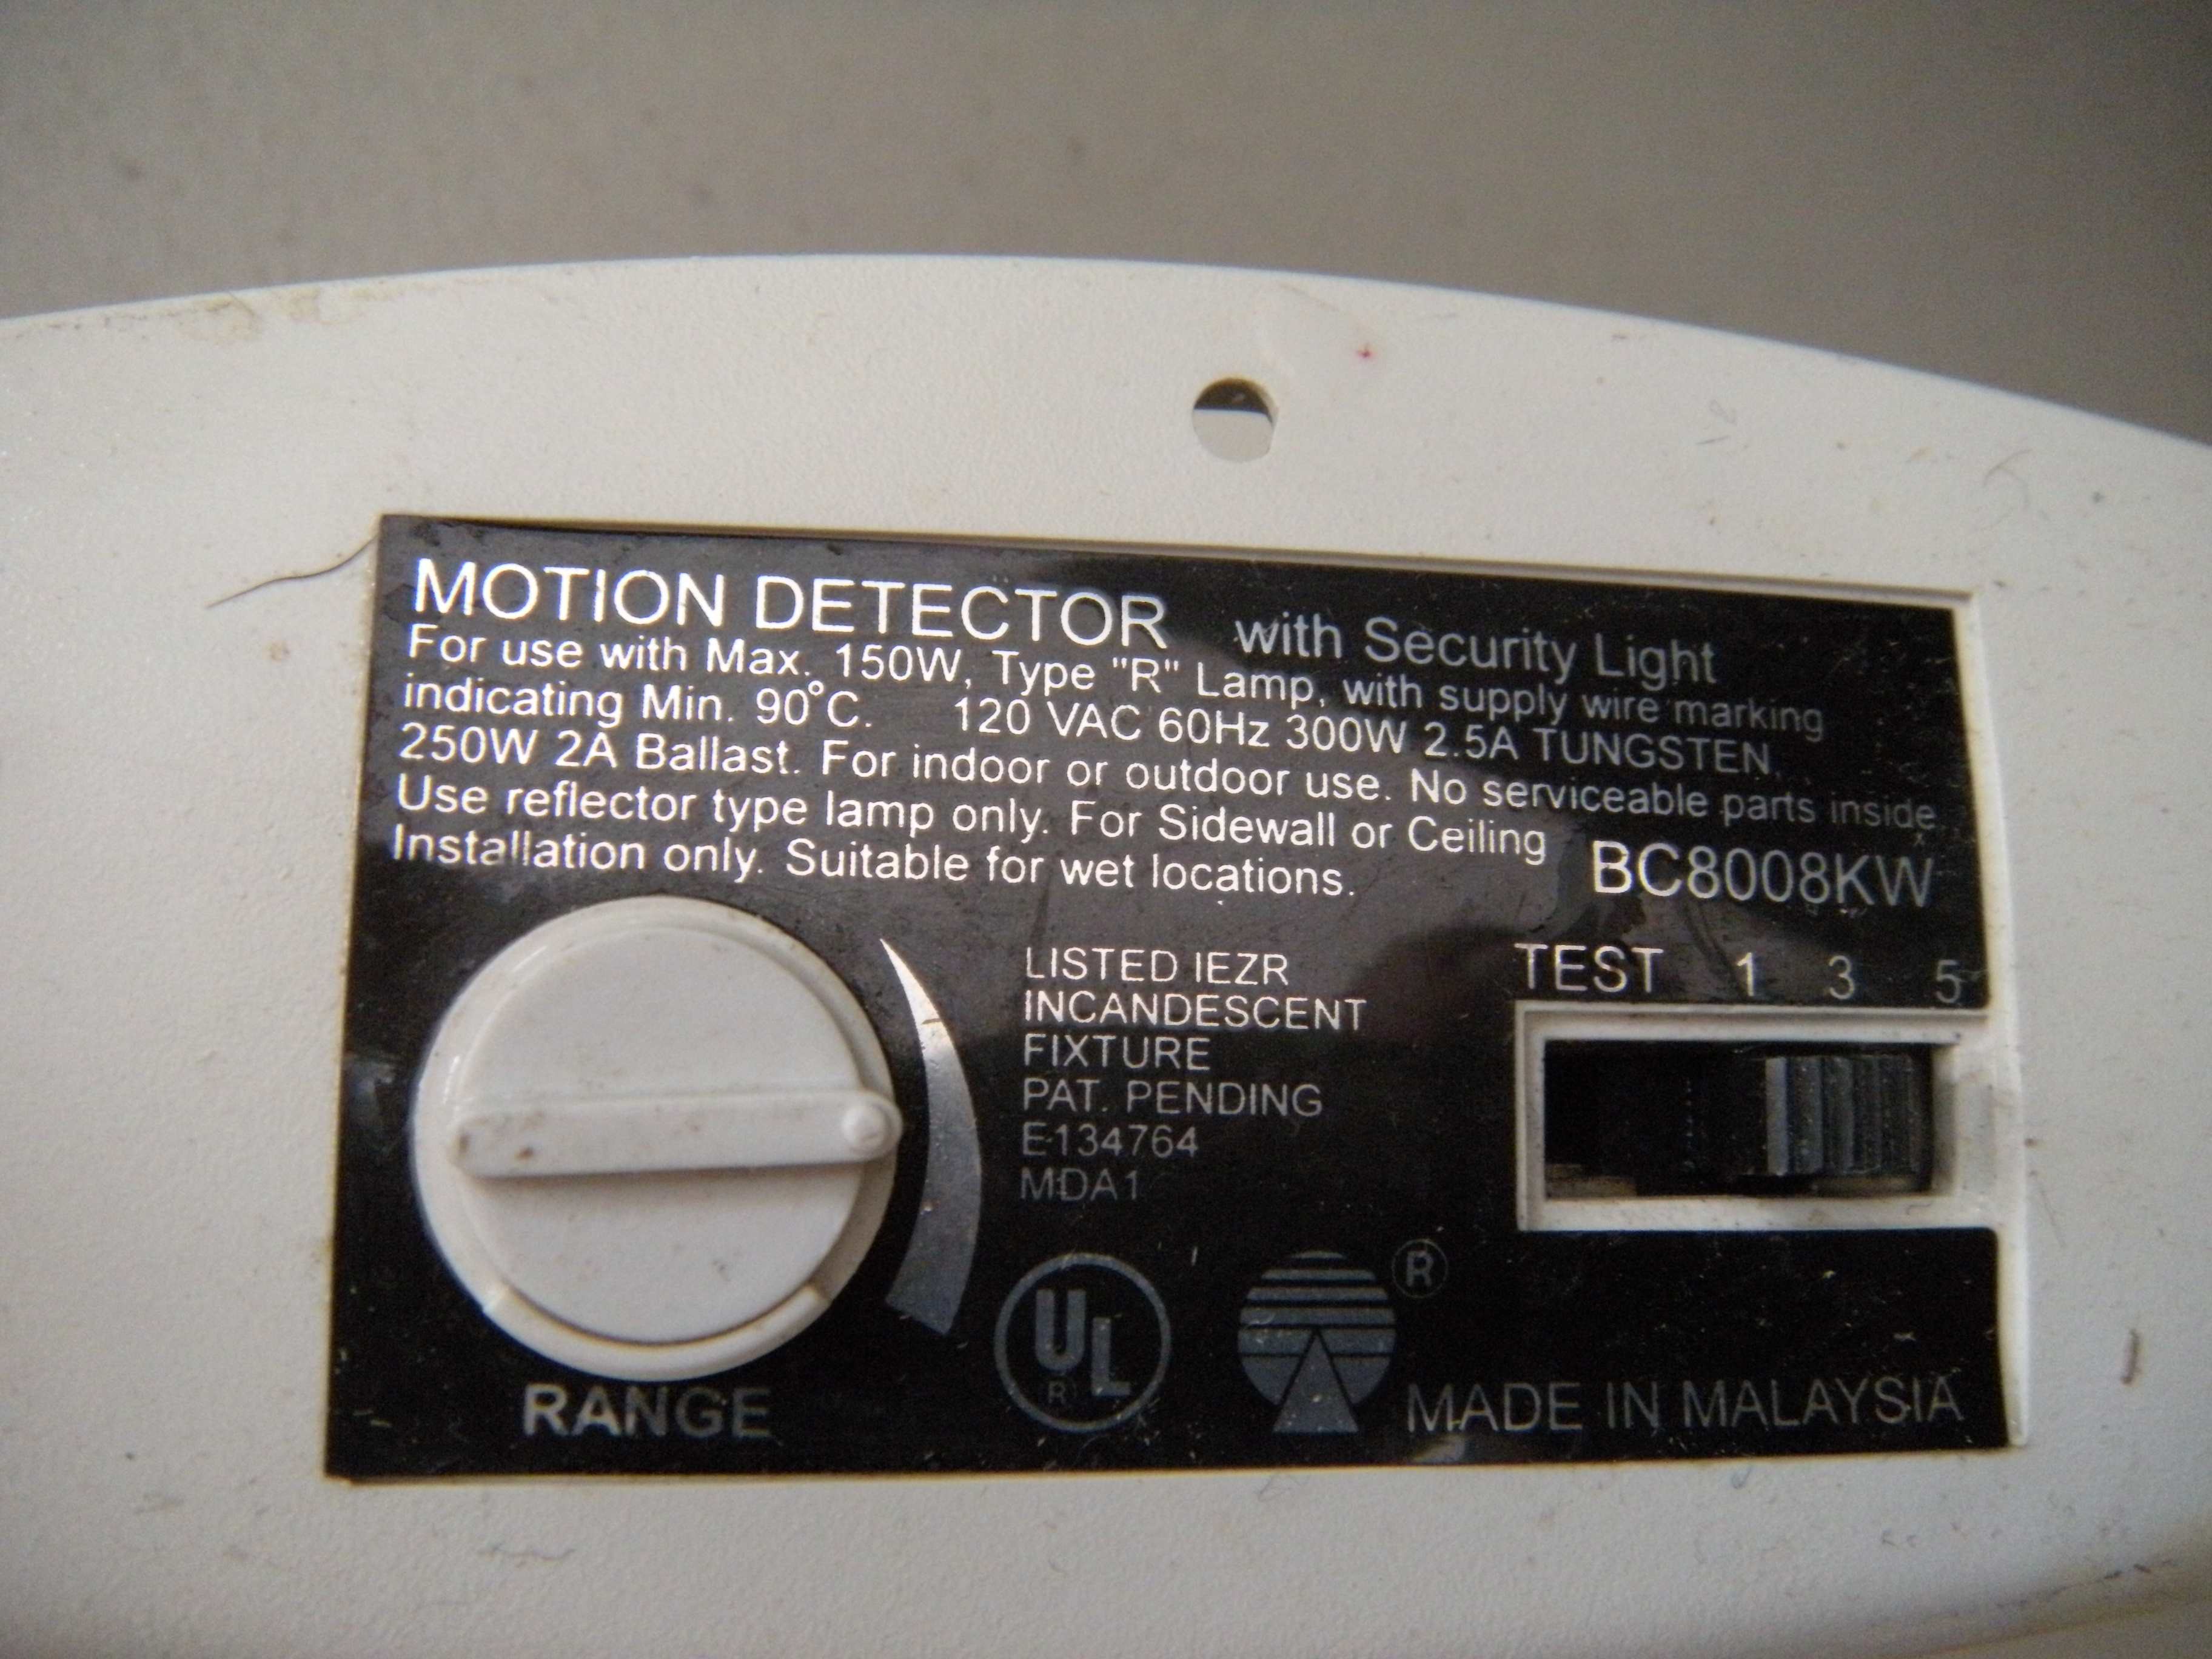 MOTION DETECTOR with Security Light
For use with Max. 150W, Type "R" Lamp, with supply wire marking
indicating Min. 90°C. 120 VAC 60Hz 300W 2.5A TUNGSTEN,
250W 2A Ballast. For indoor or outdoor use. No serviceable parts inside.
Use reflector type lamp only. For Sidewall or Ceiling
Installation only. Suitable for wet locations.
BC8008KW
LISTED IEZR
INCANDESCENT
FIXTURE
PAT. PENDING
E134764
MDA1
TEST 1 3 5
RANGE
UL
R
®
MADE IN MALAYSIA